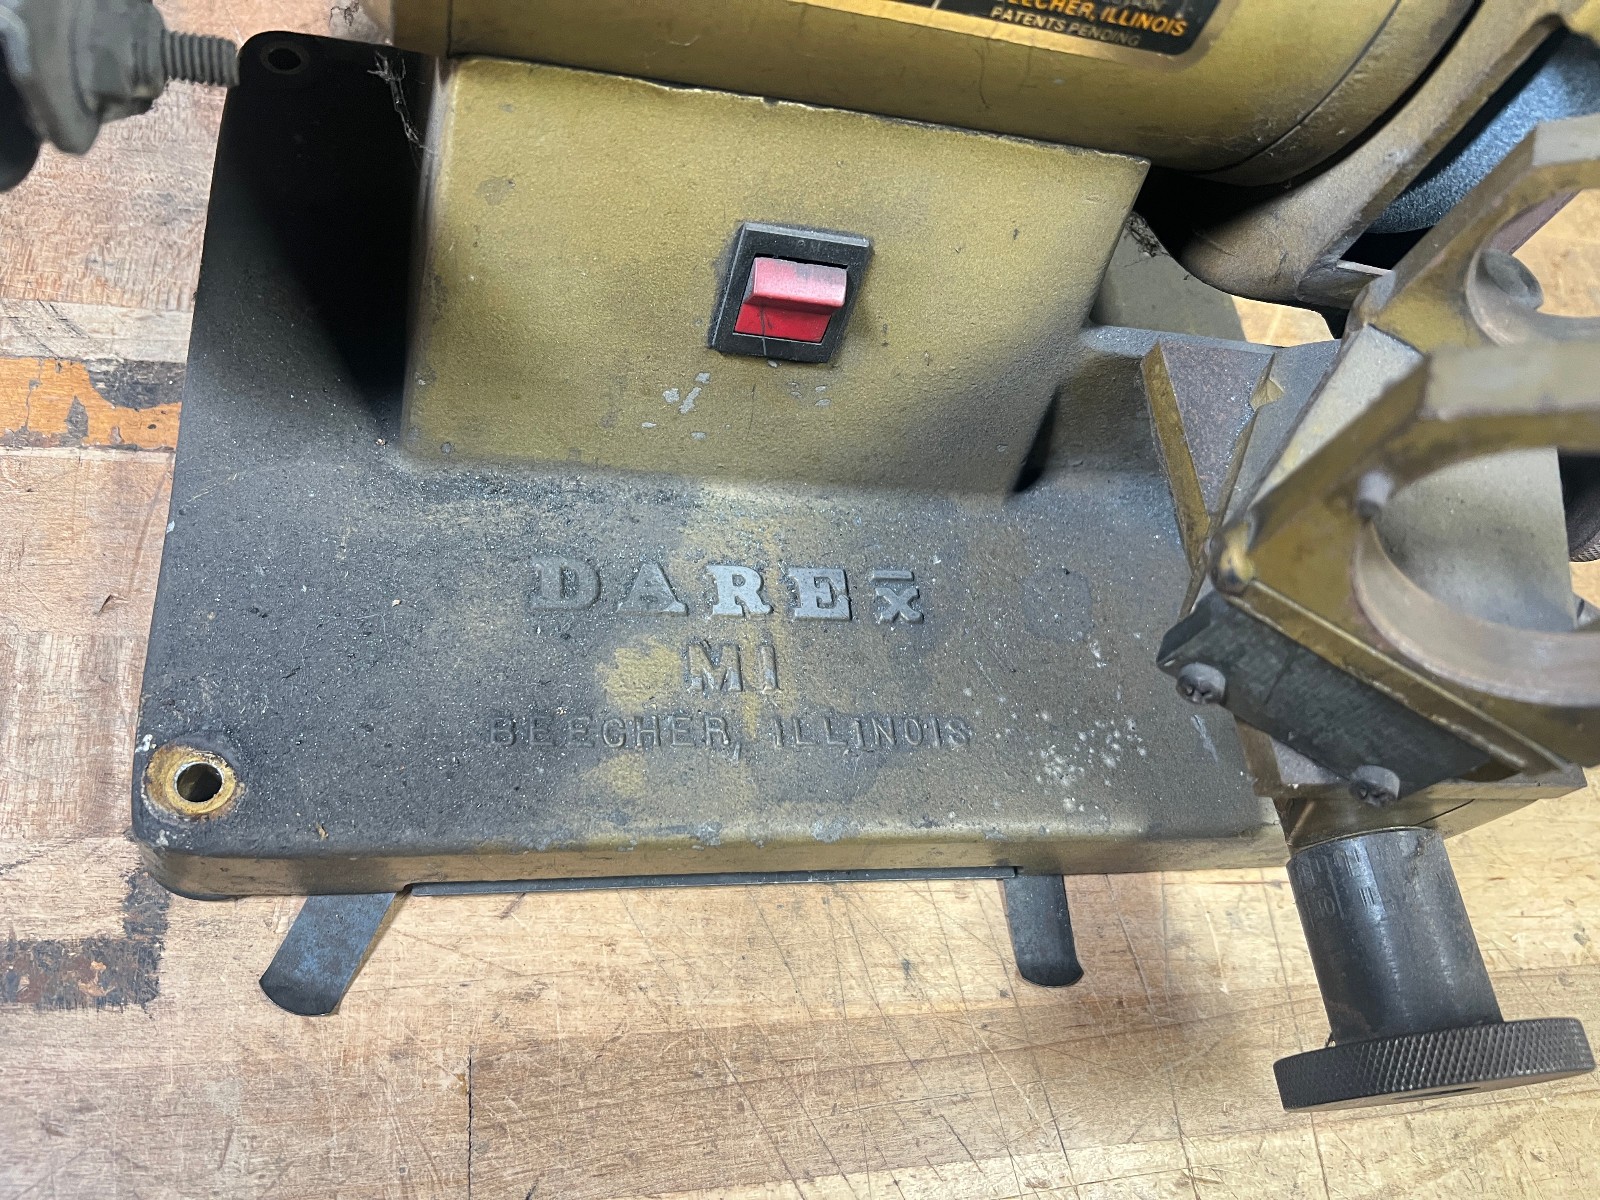 BEECHER, ILLINOIS
PATENTS PENDING
DAREX
M1
BEECHER, ILLINOIS